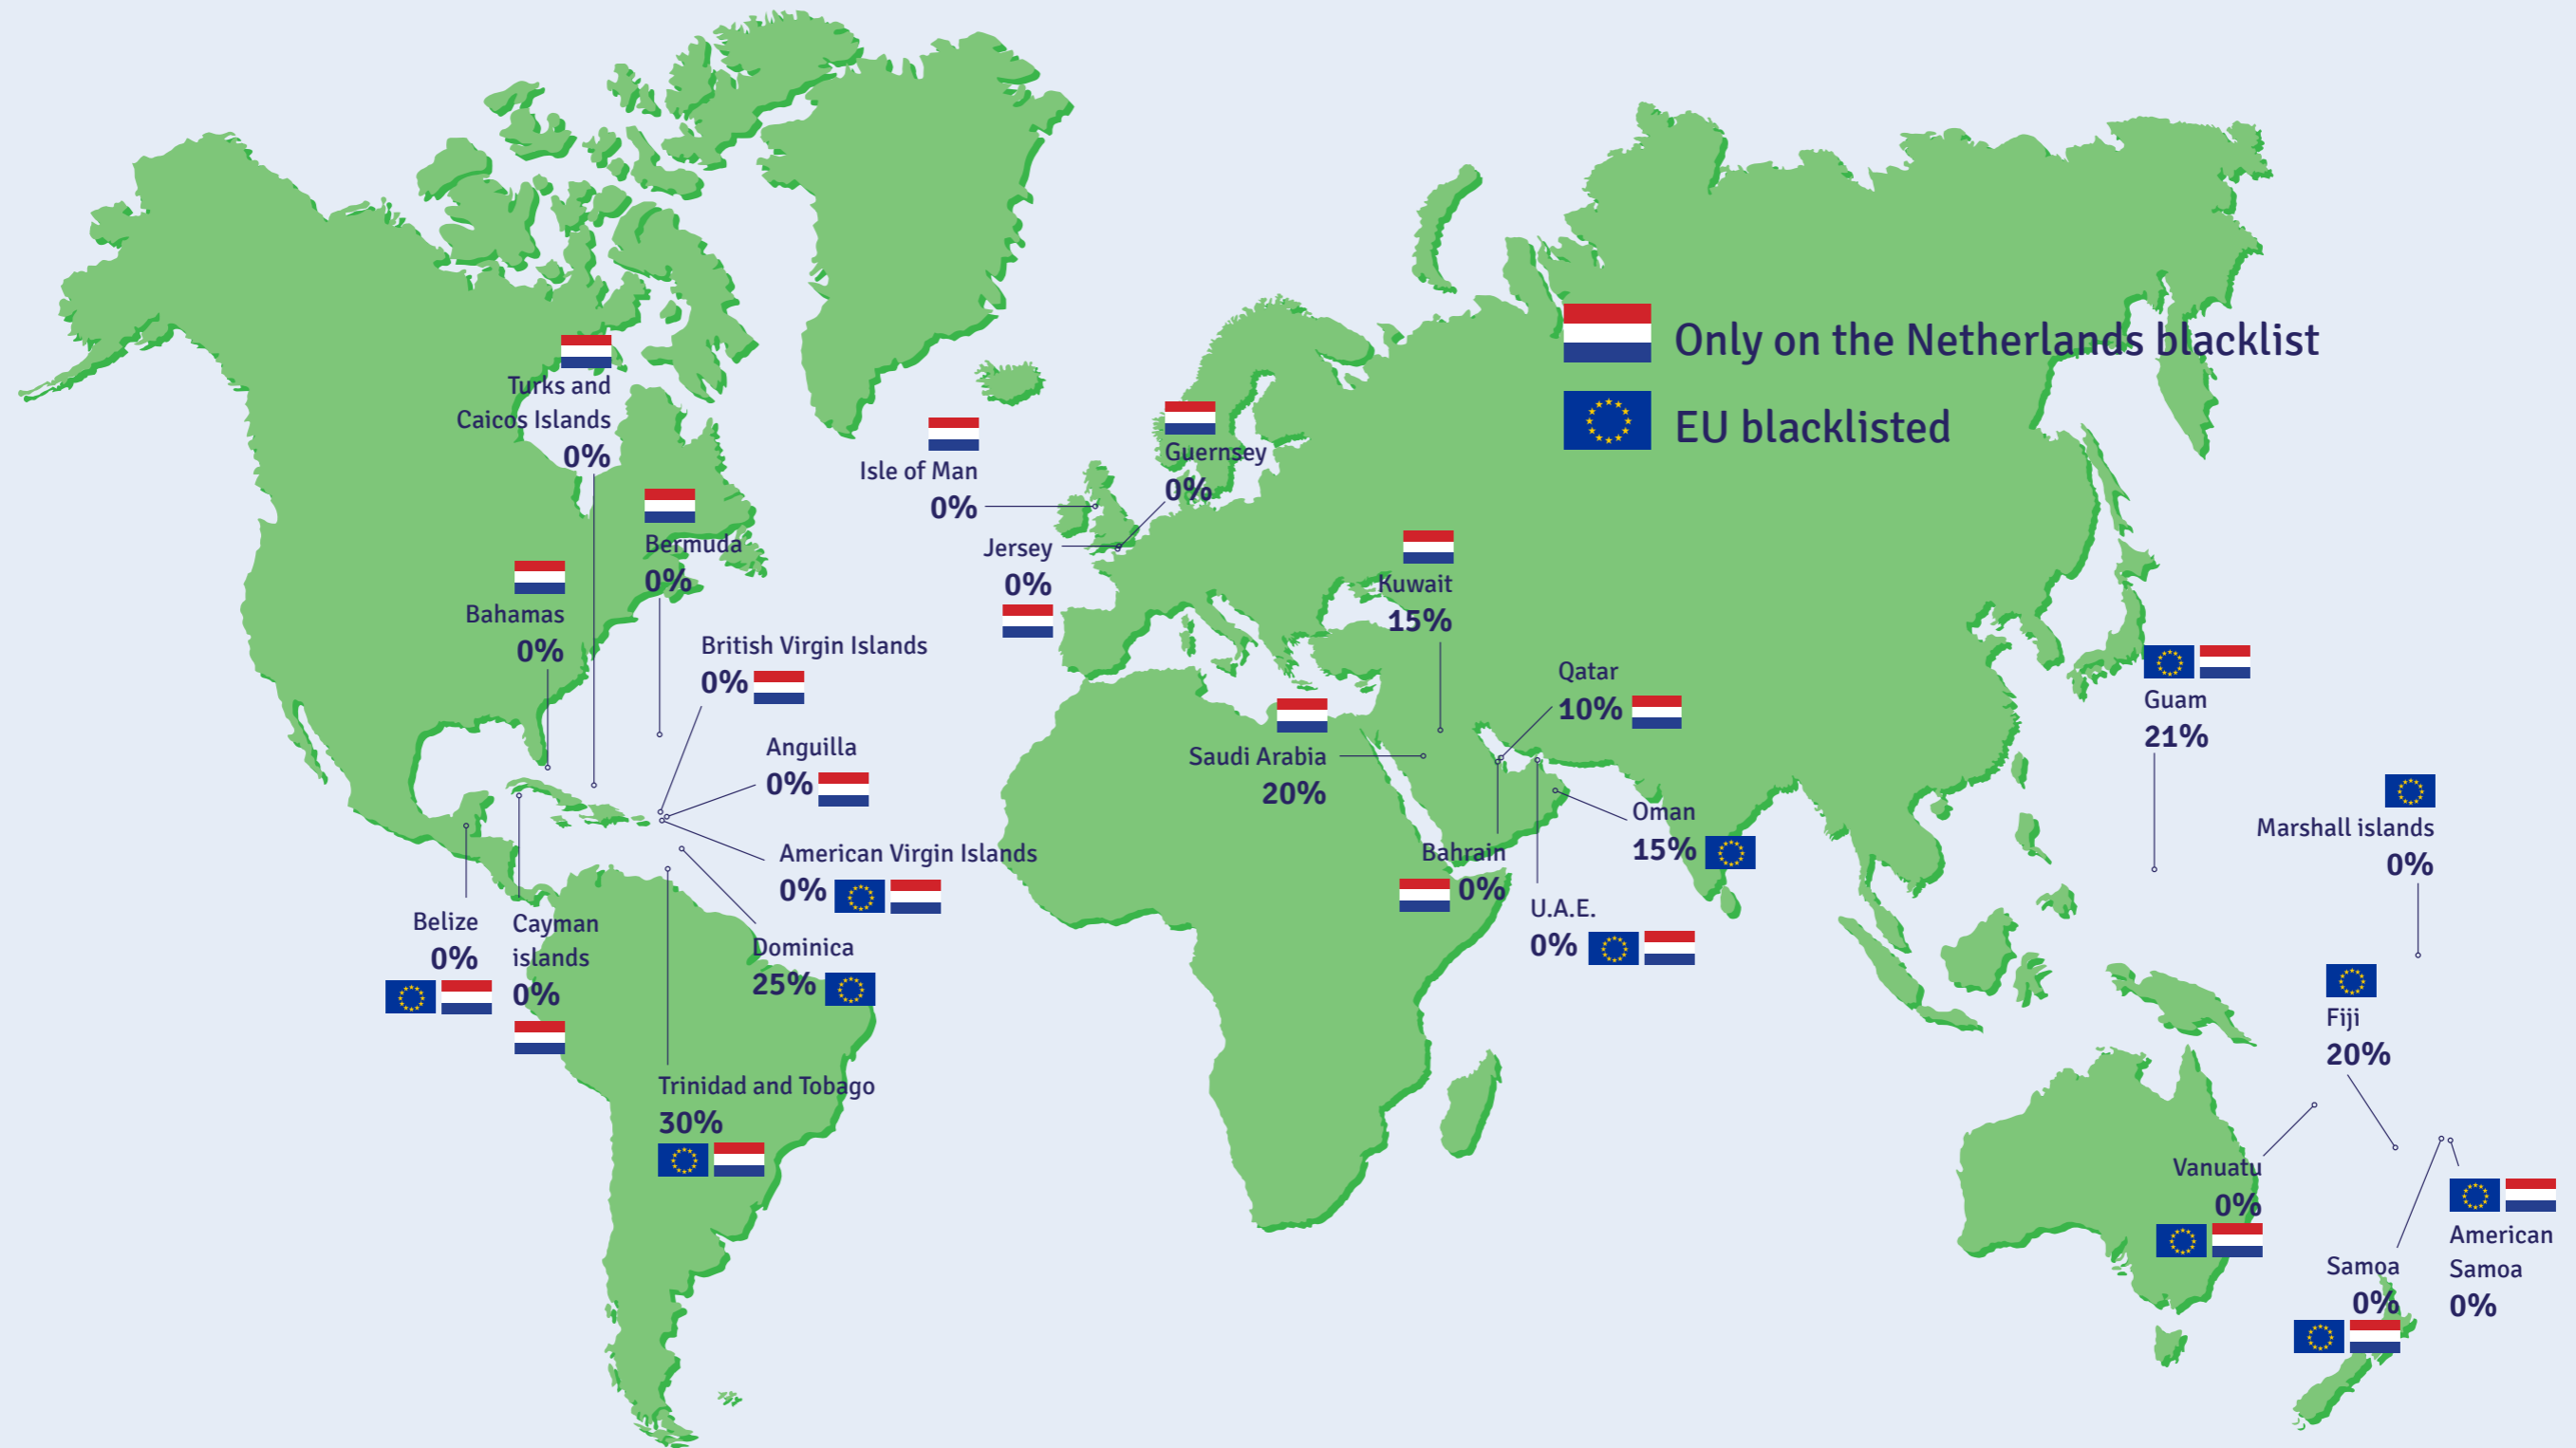 Only on the Netherlands blacklist
EU blacklisted
Turks and
Caicos Islands
0%
Bermuda
0%
Bahamas
0%
British Virgin Islands
0%
Anguilla
0%
American Virgin Islands
0%
Dominica
25%
Belize
0%
Cayman
islands
0%
Trinidad and Tobago
30%
Isle of Man
0%
Guernsey
0%
Jersey
0%
Kuwait
15%
Qatar
10%
Saudi Arabia
20%
Oman
15%
Bahrain
0%
U.A.E.
0%
Guam
21%
Marshall islands
0%
Fiji
20%
Vanuatu
0%
Samoa
0%
American
Samoa
0%